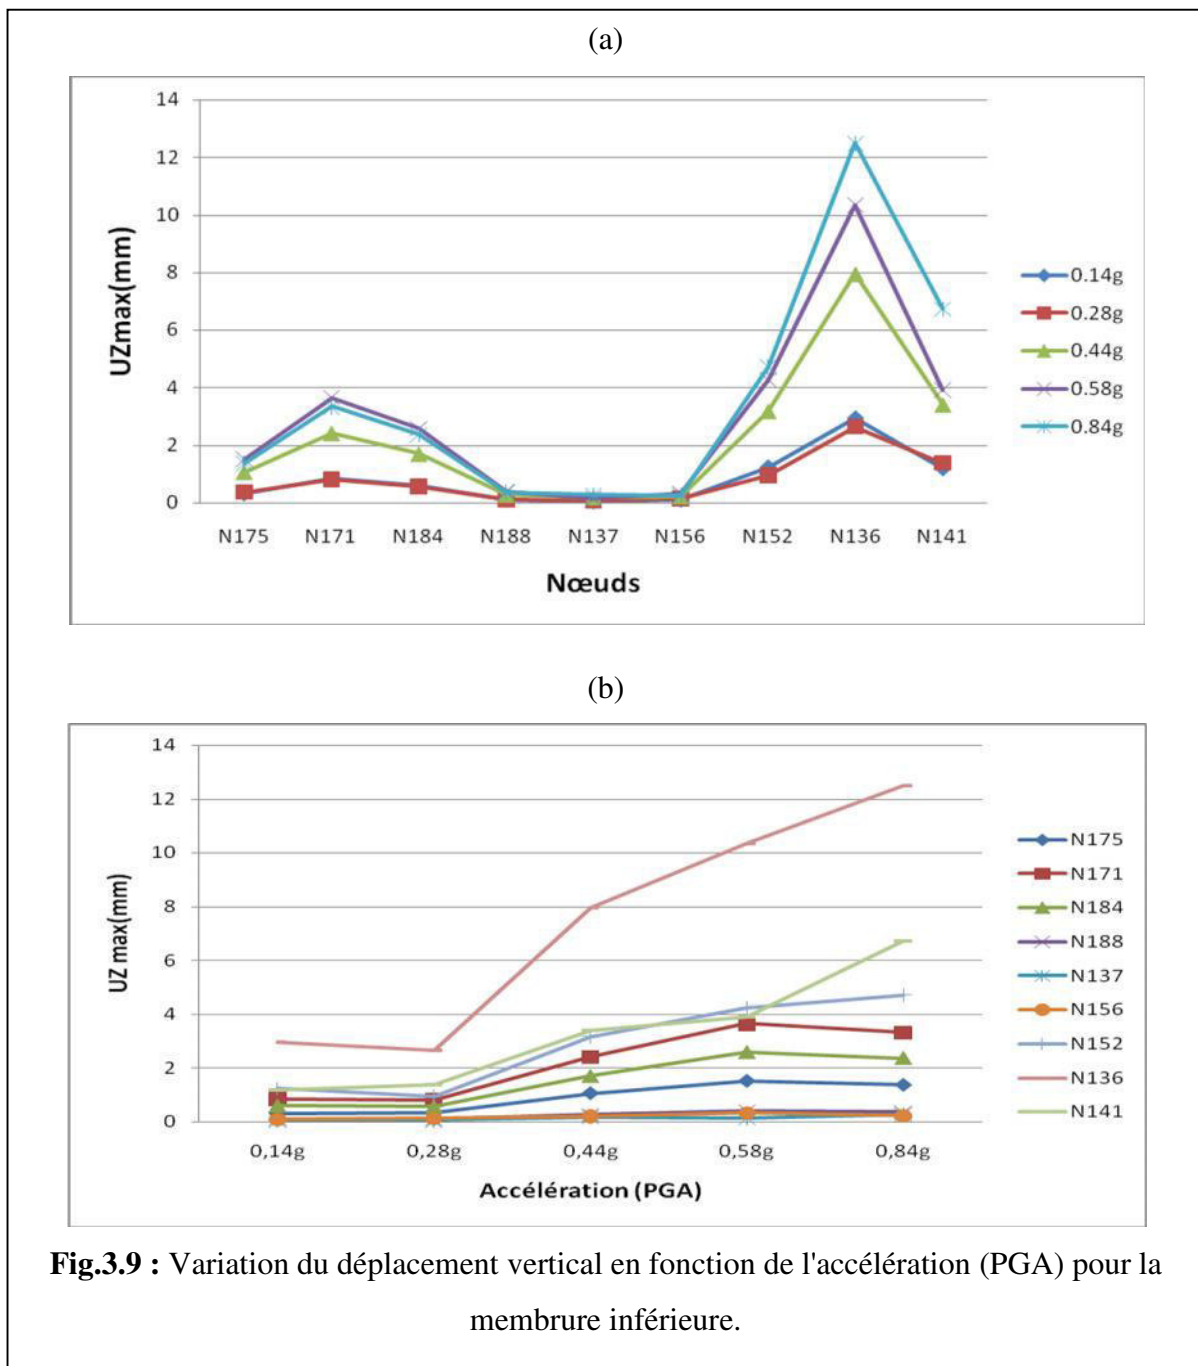 (a)
14
12
10
8
6
4
2
0
UZmax(mm)
N175 N171 N184 N188 N137 N156 N152 N136 N141
Nœuds
0.14g
0.28g
0.44g
0.58g
0.84g
(b)
14
12
10
8
6
4
2
0
UZ max(mm)
0,14g 0,28g 0,44g 0,58g 0,84g
Accélération (PGA)
N175
N171
N184
N188
N137
N156
N152
N136
N141
Fig.3.9 : Variation du déplacement vertical en fonction de l'accélération (PGA) pour la
membrure inférieure.